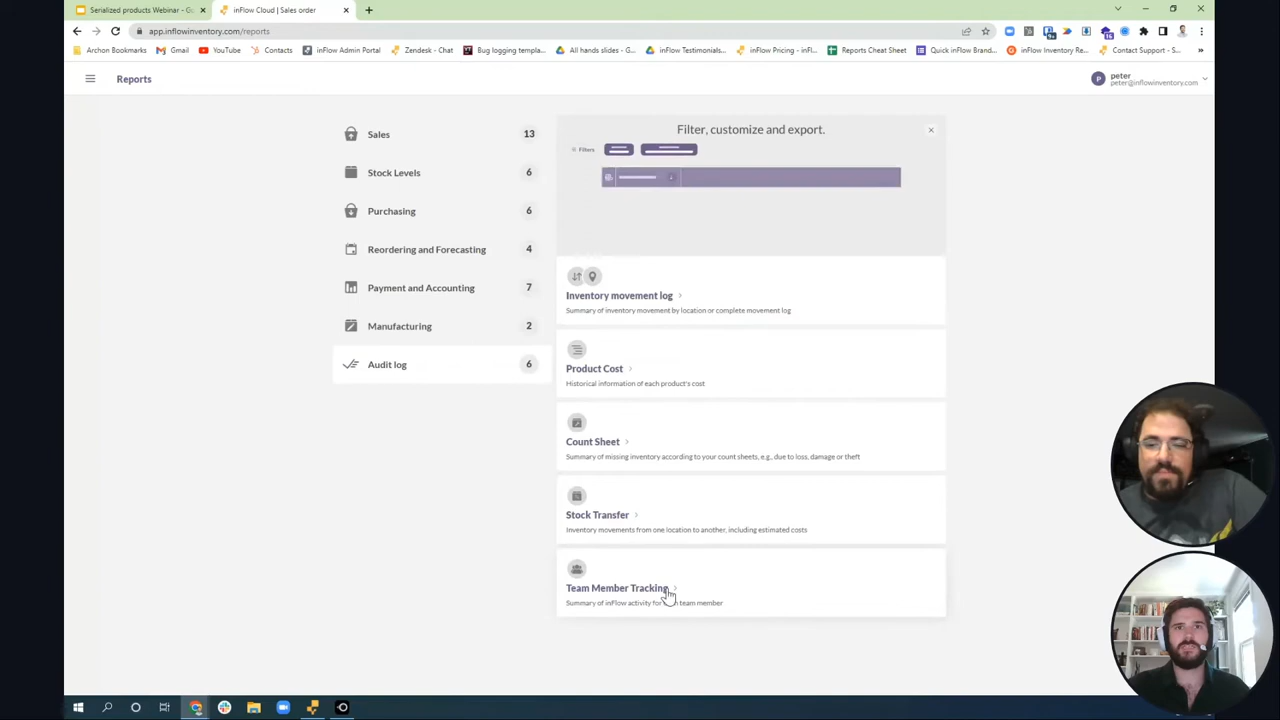 Serialized products Webinar - G
inFlow Cloud | Sales order
app.inflowinventory.com/reports
Archon Bookmarks
Gmail
YouTube
Contacts
inFlow Admin Portal
Zendesk - Chat
Bug logging templa...
All hands slides - G...
inFlow Testimonials...
inFlow Pricing - infl...
Reports Cheat Sheet
Quick inFlow Bran...
inFlow Inventory Re...
Contact Support - S...
Reports
P
peter
peter@inflowinventory.com
Sales 13
Stock Levels 6
Purchasing 6
Reordering and Forecasting 4
Payment and Accounting 7
Manufacturing 2
Audit log 6
Filter, customize and export.
Filters
Inventory movement log
Summary of inventory movement by location or complete movement log
Product Cost
Historical information of each product's cost
Count Sheet
Summary of missing inventory according to your count sheets, e.g., due to loss, damage or theft
Stock Transfer
Inventory movements from one location to another, including estimated costs
Team Member Tracking
Summary of inFlow activity for team member